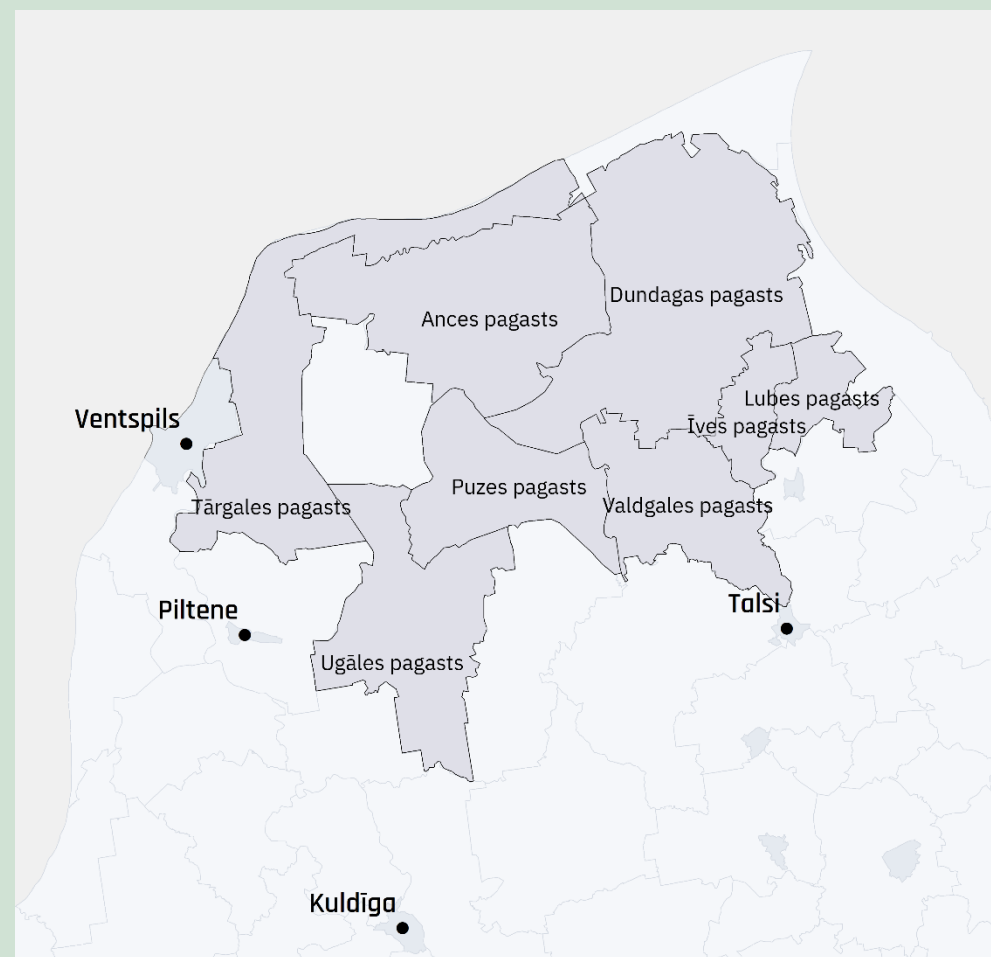 Dundagas pagasts
Ances pagasts
Lubes pagasts
Ventspils
Īves pagasts
Puzes pagasts
Tārgales pagasts
Valdgales pagasts
Piltene
Talsi
Ugāles pagasts
Kuldīga